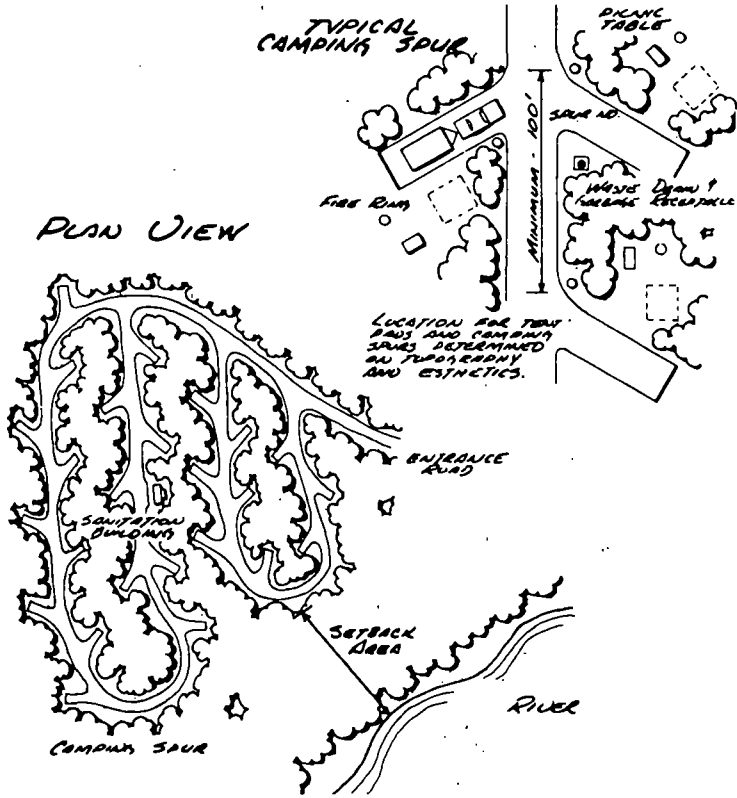 TYPICAL
CAMPING SPUR
PICNIC
TABLE
SPUR NO.
MINIMUM - 100'
WASTE DRAIN &
GARBAGE RECEPTACLE
FIRE RING
PLAN VIEW
LOCATION FOR TENT
PADS AND CAMPING
SPURS DETERMINED
ON TOPOGRAPHY
AND ESTHETICS.
ENTRANCE
ROAD
SANITATION
BUILDING
SETBACK
AREA
RIVER
CAMPING SPUR